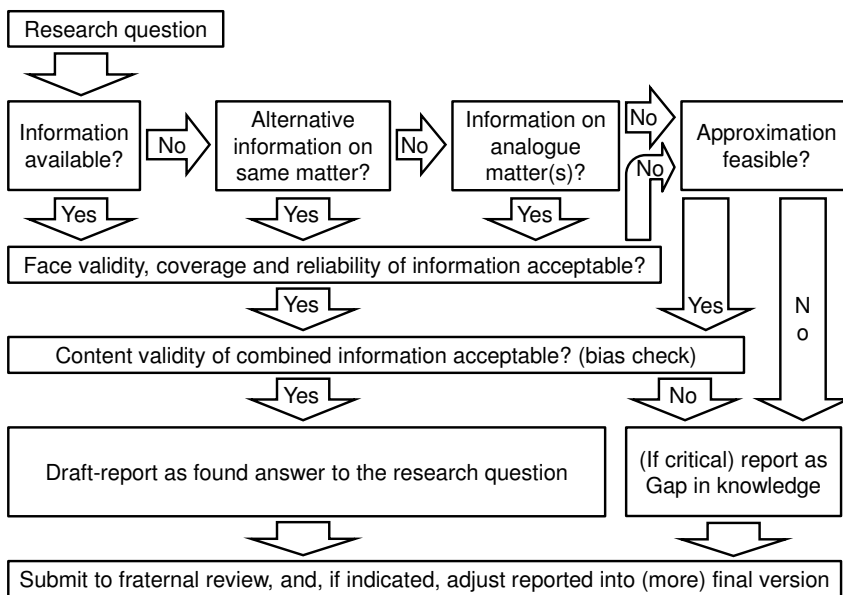 Research question
Information
available?
No
Alternative
information on
same matter?
No
Information on
analogue
matter(s)?
No
No
Approximation
feasible?
Yes
Yes
Yes
Face validity, coverage and reliability of information acceptable?
Yes
Yes
N
o
Content validity of combined information acceptable? (bias check)
Yes
No
Draft-report as found answer to the research question
(If critical) report as
Gap in knowledge
Submit to fraternal review, and, if indicated, adjust reported into (more) final version